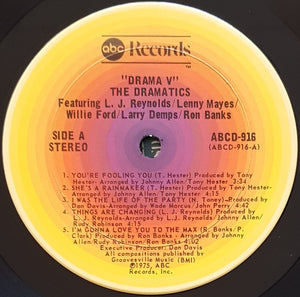 abc Records
"DRAMA V"
THE DRAMATICS
Featuring L. J. Reynolds/Lenny Mayes/
Willie Ford/Larry Demps/Ron Banks
SIDE A
STEREO
ABCD-916
(ABCD-916-A)
1. YOU'RE FOOLING YOU (T. Hester) Produced by Tony
Hester-Arranged by Johnny Allen/Tony Hester 3:34
2. SHE'S A RAINMAKER (T. Hester) Produced by Tony
Hester-Arranged by Johnny Allen/Tony Hester
3. I WAS THE LIFE OF THE PARTY (N. Toney) Produced by
Don Davis-Arranged by Wade Marcus/John Parry
4. THINGS ARE CHANGING (L. J. Reynolds) Produced by
L. J. Reynolds-Arranged by L. J. Reynolds/Johnny Allen/
Rudy Robinson
5. I'M GONNA LOVE YOU TO THE MAX (R. Banks/
P. Clark) Produced by Ron Banks - Arranged by Johnny
Allen/Rudy Robinson/Ron Banks 4:02
Executive Producer: Don Davis
All compositions published by
Groovesville Music (BMI)
©1975, ABC
Records, Inc.